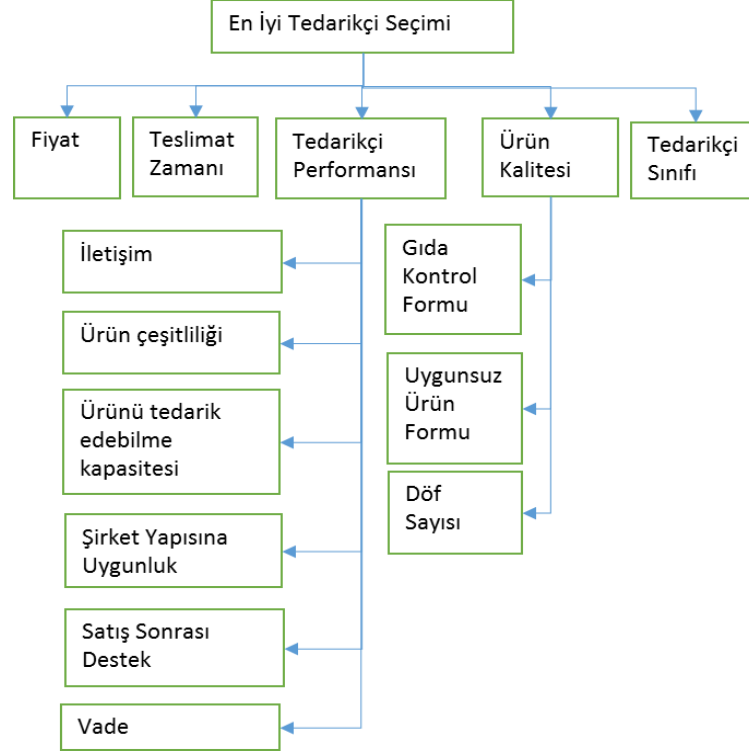 En İyi Tedarikçi Seçimi
Fiyat
Teslimat
Zamanı
Tedarikçi
Performansı
Ürün
Kalitesi
Tedarikçi
Sınıfı
İletişim
Ürün çeşitliliği
Ürünü tedarik
edebilme
kapasitesi
Şirket Yapısına
Uygunluk
Satış Sonrası
Destek
Vade
Gıda
Kontrol
Formu
Uygunsuz
Ürün
Formu
Döf
Sayısı